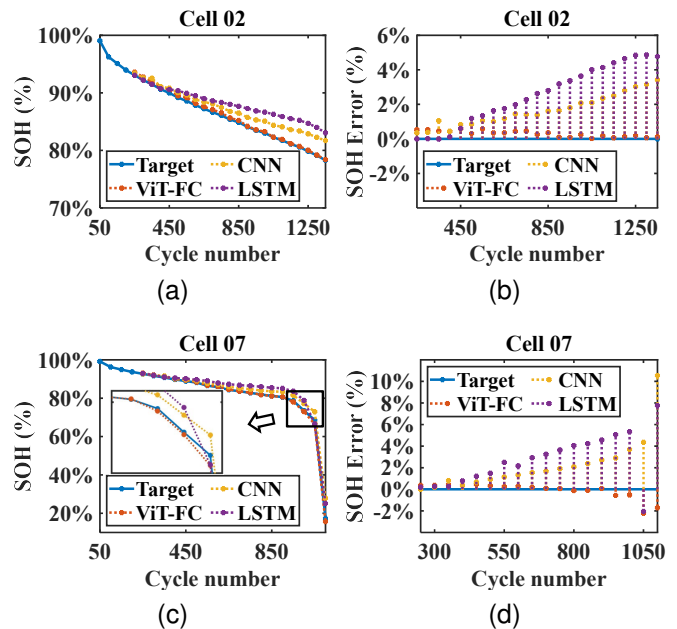 Cell 02
100%
90%
80%
70%
SOH (%)
Target
CNN
ViT-FC
LSTM
50
450
850
1250
Cycle number
(a)
Cell 02
6%
4%
2%
0%
-2%
SOH Error (%)
Target
CNN
ViT-FC
LSTM
450
850
1250
Cycle number
(b)
Cell 07
100%
80%
60%
40%
20%
SOH (%)
Target
CNN
ViT-FC
LSTM
50
450
850
Cycle number
(c)
Cell 07
10%
8%
6%
4%
2%
0%
-2%
SOH Error (%)
Target
CNN
ViT-FC
LSTM
300
550
800
1050
Cycle number
(d)